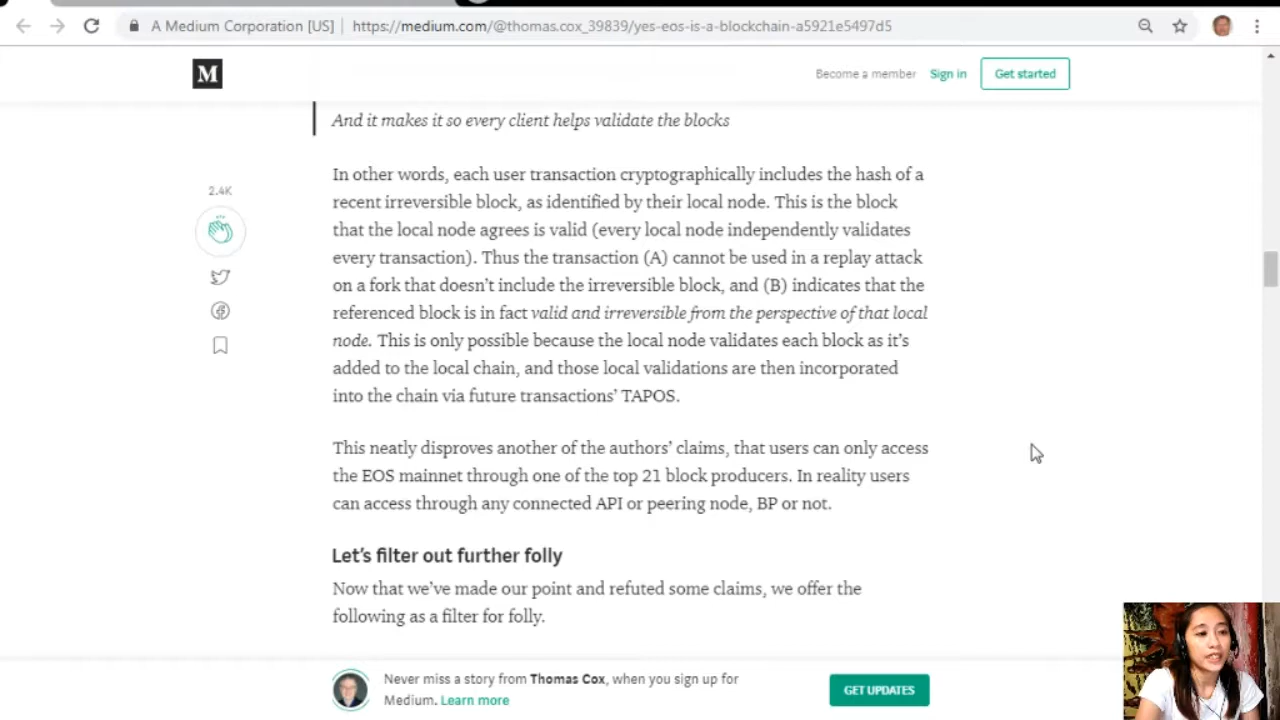 A Medium Corporation [US] | https://medium.com/@thomas.cox_39839/yes-eos-is-a-blockchain-a5921e5497d5
M
Become a member Sign in Get started
And it makes it so every client helps validate the blocks
In other words, each user transaction cryptographically includes the hash of a
recent irreversible block, as identified by their local node. This is the block
that the local node agrees is valid (every local node independently validates
every transaction). Thus the transaction (A) cannot be used in a replay attack
on a fork that doesn't include the irreversible block, and (B) indicates that the
referenced block is in fact valid and irreversible from the perspective of that local
node. This is only possible because the local node validates each block as it's
added to the local chain, and those local validations are then incorporated
into the chain via future transactions' TAPOS.
2.4K
This neatly disproves another of the authors' claims, that users can only access
the EOS mainnet through one of the top 21 block producers. In reality users
can access through any connected API or peering node, BP or not.
Let's filter out further folly
Now that we've made our point and refuted some claims, we offer the
following as a filter for folly.
Never miss a story from Thomas Cox, when you sign up for
Medium. Learn more
GET UPDATES